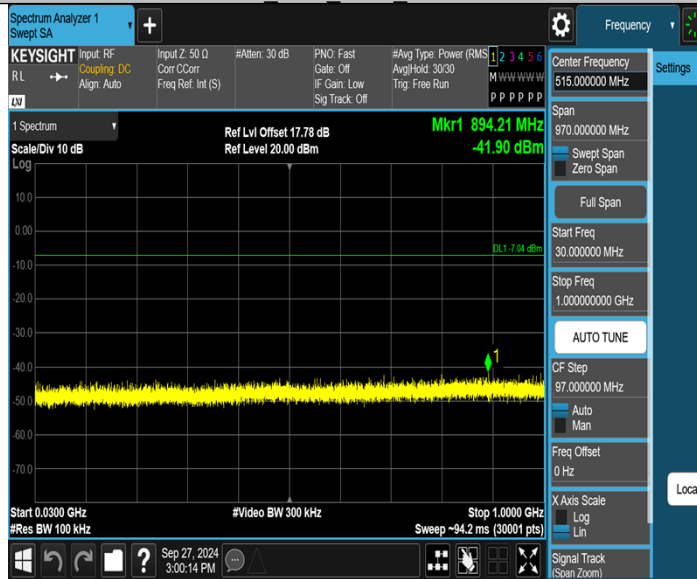 Spectrum Analyzer 1
Swept SA
+
Frequency
KEYSIGHT
RL
LXI
Input: RF
Coupling: DC
Align: Auto
Input Z: 50 Ω
Corr CCorr
Freq Ref: Int (S)
#Atten: 30 dB
PNO: Fast
Gate: Off
IF Gain: Low
Sig Track: Off
#Avg Type: Power (RMS
Avg|Hold: 30/30
Trig: Free Run
1 2 3 4 5 6
M W W W W W
P P P P P P
1 Spectrum
Scale/Div 10 dB
Log
Ref Lvl Offset 17.78 dB
Ref Level 20.00 dBm
Mkr1 894.21 MHz
-41.90 dBm
10.0
0.00
DL1 -7.04 dBm
-10.0
-20.0
-30.0
1
-40.0
-50.0
-60.0
-70.0
Start 0.0300 GHz
#Video BW 300 kHz
Stop 1.0000 GHz
#Res BW 100 kHz
Sweep ~94.2 ms (30001 pts)
?
Sep 27, 2024
3:00:14 PM
Center Frequency
515.000000 MHz
Settings
Span
970.000000 MHz
Swept Span
Zero Span
Full Span
Start Freq
30.000000 MHz
Stop Freq
1.000000000 GHz
AUTO TUNE
CF Step
97.000000 MHz
Auto
Man
Freq Offset
0 Hz
X Axis Scale
Log
Lin
Signal Track
(Span Zoom)
Loca